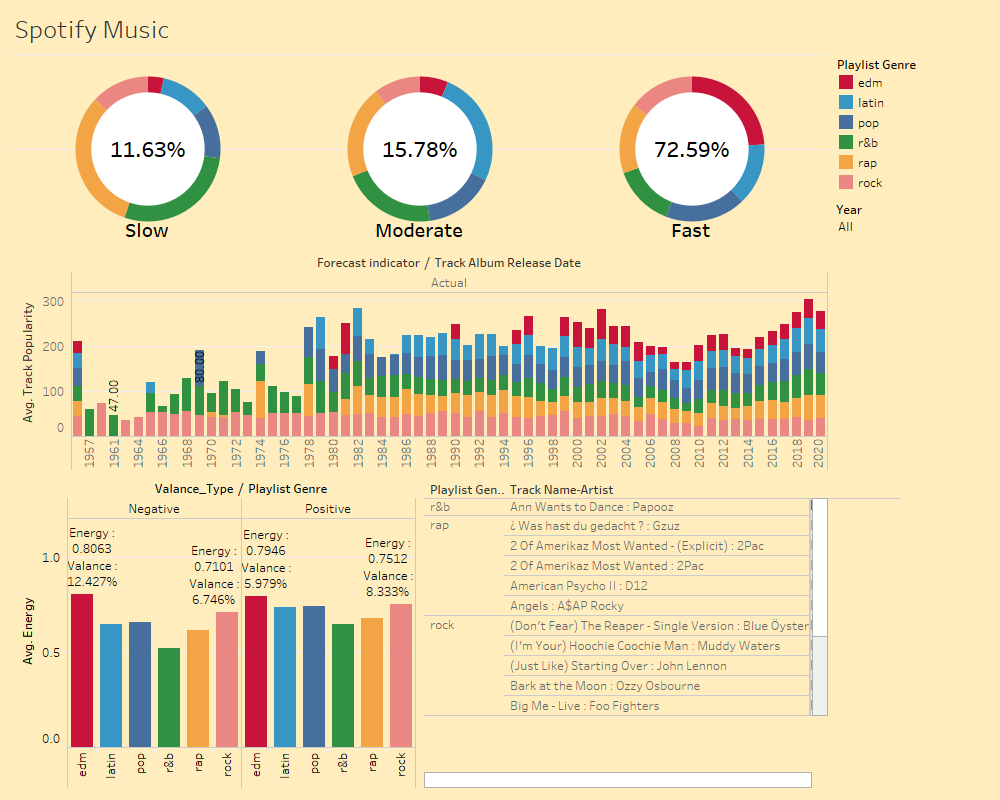 Spotify Music
11.63%
15.78%
72.59%
Slow
Moderate
Fast
Playlist Genre
edm
latin
pop
r&b
rap
rock
Year
All
Forecast indicator / Track Album Release Date
Actual
Avg. Track Popularity
300
200
100
0
47.00
80.00
1957
1961
1964
1966
1968
1970
1972
1974
1976
1978
1980
1982
1984
1986
1988
1990
1992
1994
1996
1998
2000
2002
2004
2006
2008
2010
2012
2014
2016
2018
2020
Valance_Type / Playlist Genre
Negative
Positive
Avg. Energy
1.0
0.5
0.0
Energy :
0.8063
Valance :
12.427%
Energy :
0.7101
Valance :
6.746%
Energy :
0.7946
Valance :
5.979%
Energy :
0.7512
Valance :
8.333%
edm
latin
pop
r&b
rap
rock
edm
latin
pop
r&b
rap
rock
Playlist Gen.. Track Name-Artist
r&b Ann Wants to Dance : Papooz
rap ¿ Was hast du gedacht ? : Gzuz
2 Of Amerikaz Most Wanted - (Explicit) : 2Pac
2 Of Amerikaz Most Wanted : 2Pac
American Psycho II : D12
Angels : A$AP Rocky
rock (Don't Fear) The Reaper - Single Version : Blue Öyster
(I'm Your) Hoochie Coochie Man : Muddy Waters
(Just Like) Starting Over : John Lennon
Bark at the Moon : Ozzy Osbourne
Big Me - Live : Foo Fighters